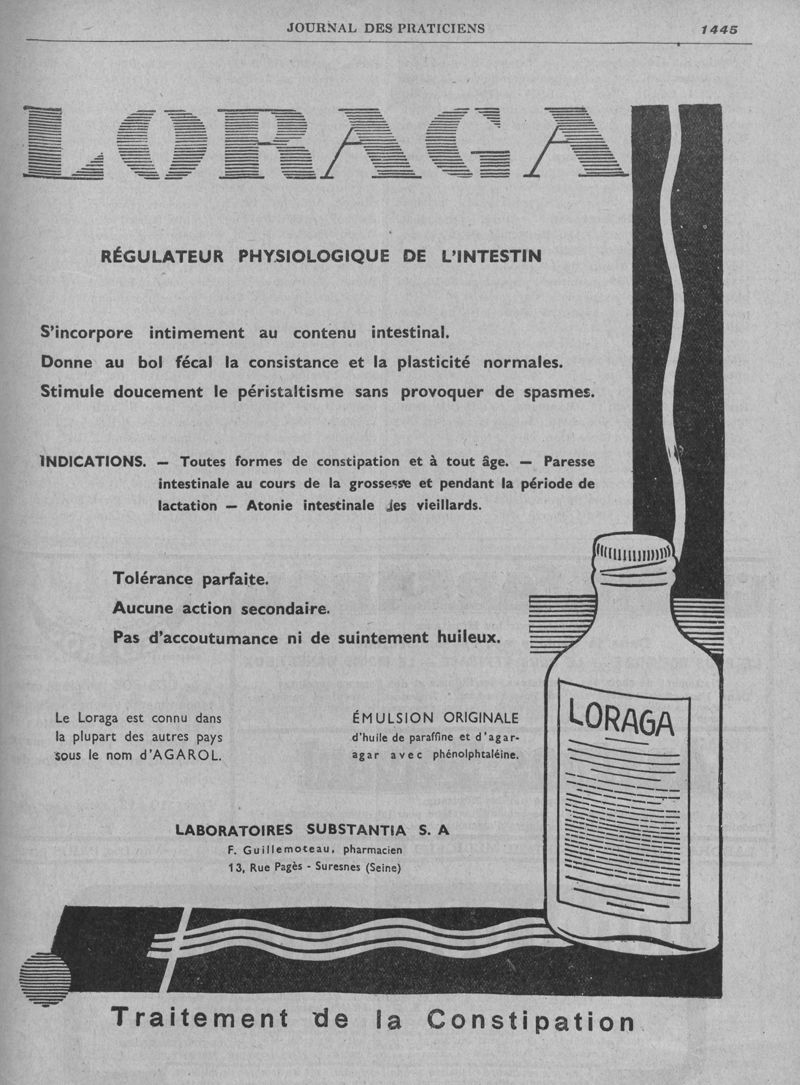 JOURNAL DES PRATICIENS 1445
LORAGA
RÉGULATEUR PHYSIOLOGIQUE DE L'INTESTIN
S'incorpore intimement au contenu intestinal.
Donne au bol fécal la consistance et la plasticité normales.
Stimule doucement le péristaltisme sans provoquer de spasmes.
INDICATIONS. — Toutes formes de constipation et à tout âge. — Paresse
intestinale au cours de la grossesse et pendant la période de
lactation — Atonie intestinale des vieillards.
Tolérance parfaite.
Aucune action secondaire.
Pas d'accoutumance ni de suintement huileux.
Le Loraga est connu dans
la plupart des autres pays
sous le nom d'AGAROL.
ÉMULSION ORIGINALE
d'huile de paraffine et d'agar-
agar avec phénolphtaléine.
LORAGA
LABORATOIRES SUBSTANTIA S. A
F. Guillemoteau, pharmacien
13, Rue Pagès - Suresnes (Seine)
Traitement de la Constipation